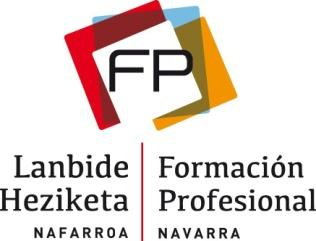 FP
Lanbide
Heziketa
NAFARROA
Formación
Profesional
NAVARRA